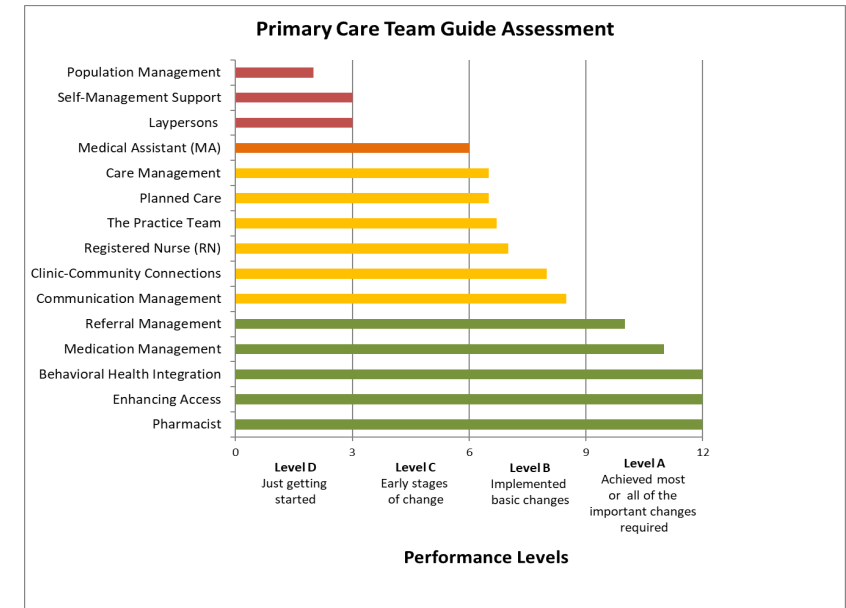 Primary Care Team Guide Assessment
Population Management
Self-Management Support
Laypersons
Medical Assistant (MA)
Care Management
Planned Care
The Practice Team
Registered Nurse (RN)
Clinic-Community Connections
Communication Management
Referral Management
Medication Management
Behavioral Health Integration
Enhancing Access
Pharmacist
0 3 6 9 12
Level D
Just getting
started
Level C
Early stages
of change
Level B
Implemented
basic changes
Level A
Achieved most
or all of the
important changes
required
Performance Levels